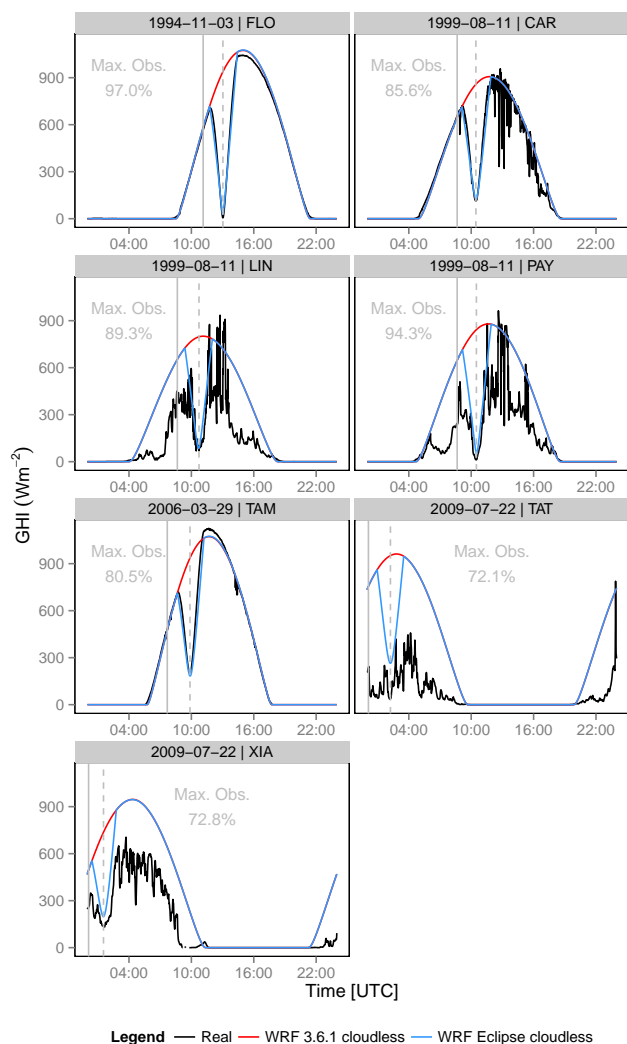 1994−11−03 | FLO
1999−08−11 | CAR
Max. Obs.
97.0%
Max. Obs.
85.6%
900
600
300
0
04:00 10:00 16:00 22:00
04:00 10:00 16:00 22:00
1999−08−11 | LIN
1999−08−11 | PAY
Max. Obs.
89.3%
Max. Obs.
94.3%
900
600
300
0
04:00 10:00 16:00 22:00
04:00 10:00 16:00 22:00
GHI (Wm−2)
2006−03−29 | TAM
2009−07−22 | TAT
Max. Obs.
80.5%
Max. Obs.
72.1%
900
600
300
0
04:00 10:00 16:00 22:00
04:00 10:00 16:00 22:00
2009−07−22 | XIA
Max. Obs.
72.8%
900
600
300
0
04:00 10:00 16:00 22:00
Time [UTC]
Legend Real WRF 3.6.1 cloudless WRF Eclipse cloudless